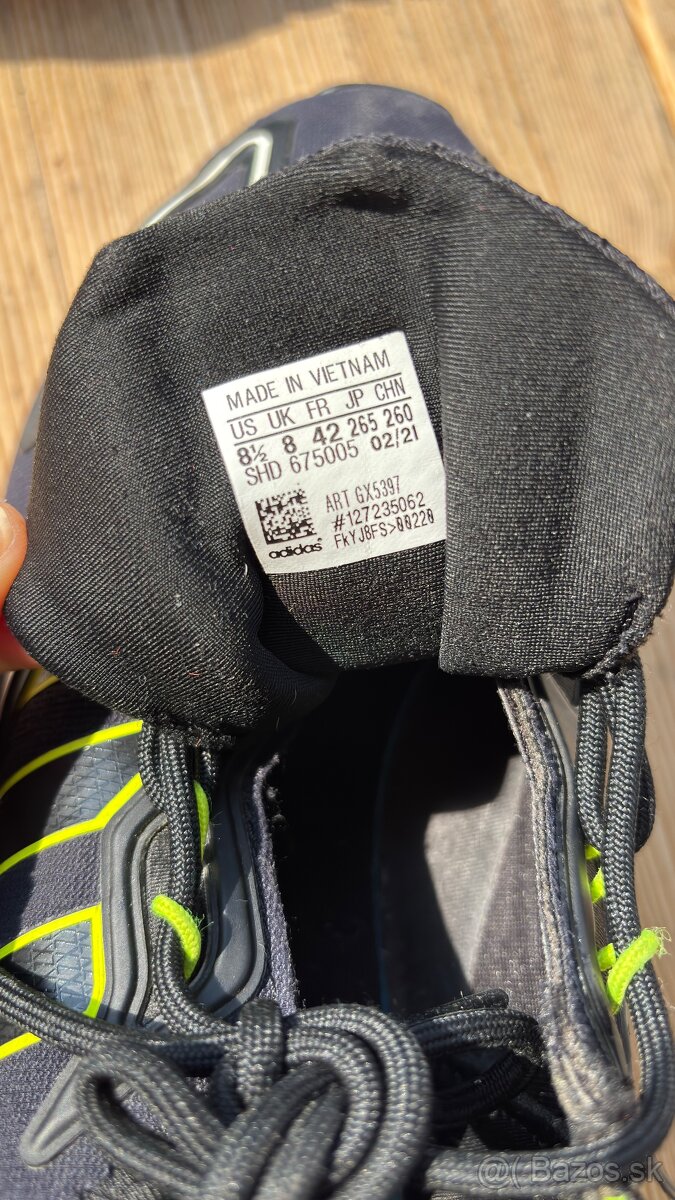 MADE IN VIETNAM
US UK FR JP CHN
8½ 8 42 265 260
SHD 675005 02/21
ART GX5397
#127235062
FkYJ8FS>00220
adidas
Bazos.sk